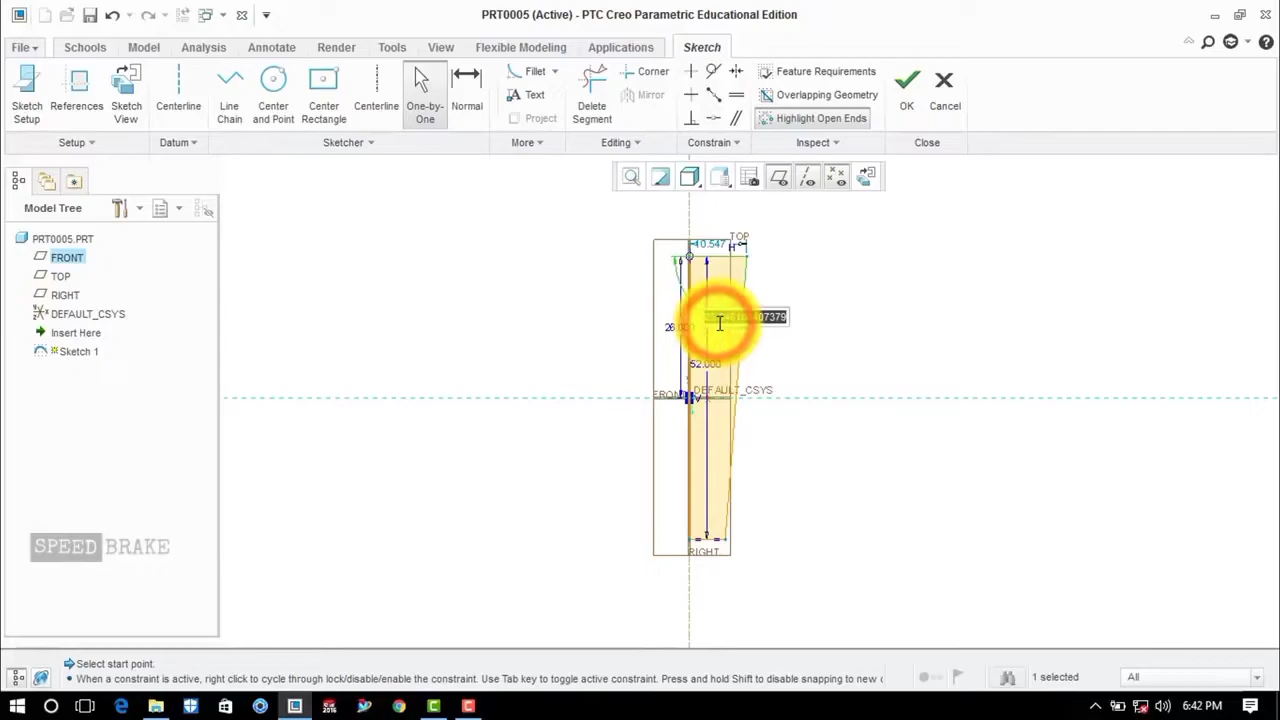 PRT0005 (Active) - PTC Creo Parametric Educational Edition
File Schools Model Analysis Annotate Render Tools View Flexible Modeling Applications Sketch
Sketch Setup
References
Sketch View
Centerline
Line Chain
Center and Point
Center Rectangle
Centerline
One-by-One
Normal
Fillet
Text
Project
Delete Segment
Corner
Mirror
Feature Requirements
Overlapping Geometry
Highlight Open Ends
OK
Cancel
Setup Datum Sketcher More Editing Constrain Inspect Close
Model Tree
PRT0005.PRT
FRONT
TOP
RIGHT
DEFAULT_CSYS
Insert Here
Sketch 1
TOP
10.547
H
07379
52.000
FRONT
DEFAULT_CSYS
V
RIGHT
SPEED BRAKE
Select start point.
When a constraint is active, right click to cycle through lock/disable/enable the constraint. Use Tab key to toggle active constraint. Press and hold Shift to disable snapping to new c
1 selected
All
2016
6:42 PM